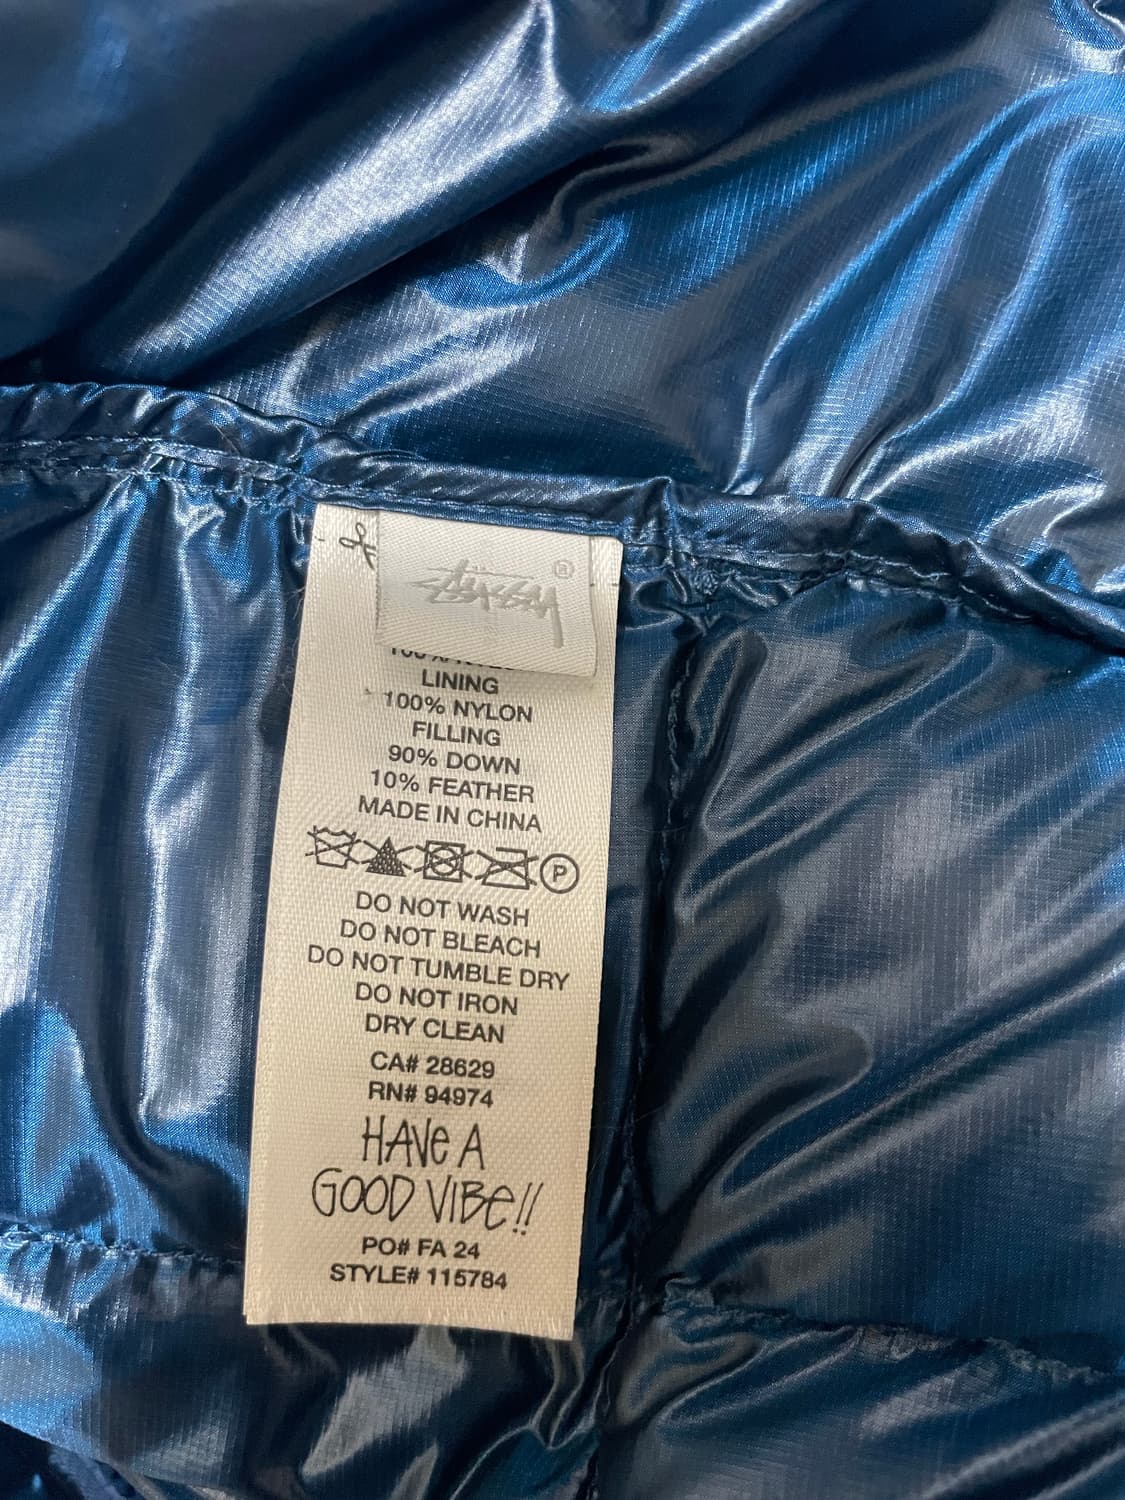 STÜSSY ®
LINING
100% NYLON
FILLING
90% DOWN
10% FEATHER
MADE IN CHINA
P
DO NOT WASH
DO NOT BLEACH
DO NOT TUMBLE DRY
DO NOT IRON
DRY CLEAN
CA# 28629
RN# 94974
HAVE A
GOOD VIBE!!
PO# FA 24
STYLE# 115784